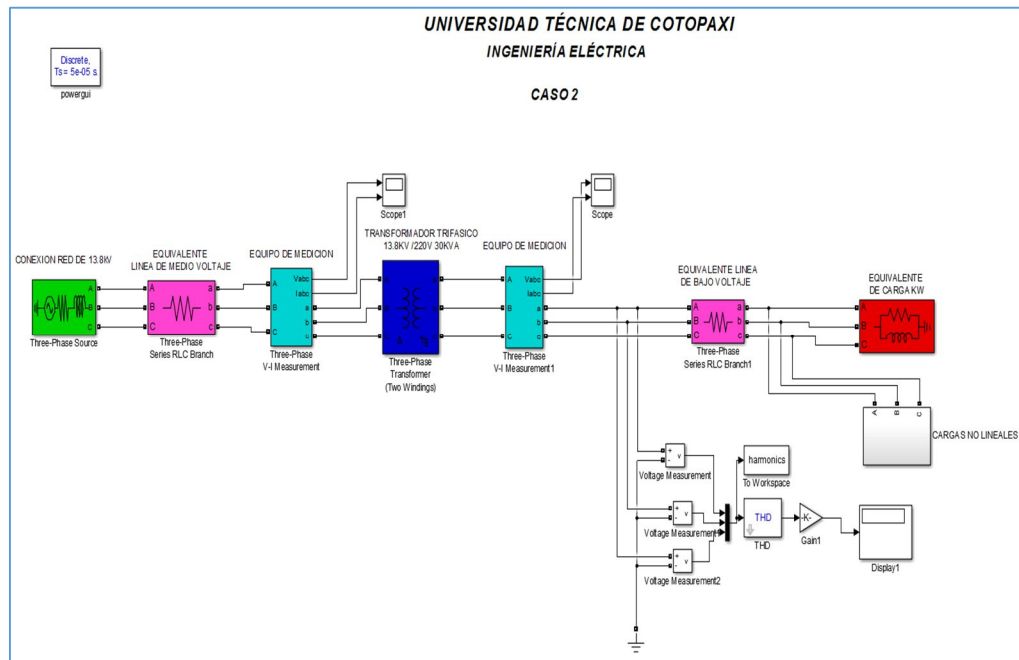 UNIVERSIDAD TÉCNICA DE COTOPAXI
INGENIERÍA ELÉCTRICA
CASO 2
Discrete,
Ts = 5e-05 s.
powergui
Scope1
Scope
CONEXION RED DE 13.8kV
A
B
C
Three-Phase Source
EQUIVALENTE
LINEA DE MEDIO VOLTAJE
A
B
C
a
b
c
Three-Phase
Series RLC Branch
EQUIPO DE MEDICION
A
B
C
Vabc
Iabc
a
b
c
Three-Phase
V-I Measurement
TRANSFORMADOR TRIFASICO
13.8KV /220V 30KVA
Three-Phase
Transformer
(Two Windings)
EQUIPO DE MEDICION
A
B
C
Vabc
Iabc
a
b
c
Three-Phase
V-I Measurement1
EQUIVALENTE LINEA
DE BAJO VOLTAJE
A
B
C
a
b
c
Three-Phase
Series RLC Branch1
EQUIVALENTE
DE CARGA KW
A
B
C
A
B
C
CARGAS NO LINEALES
+
-
v
Voltage Measurement
+
-
v
+
-
v
Voltage Measurement2
harmonics
To Workspace
THD
THD
-K-
Gain1
Display1